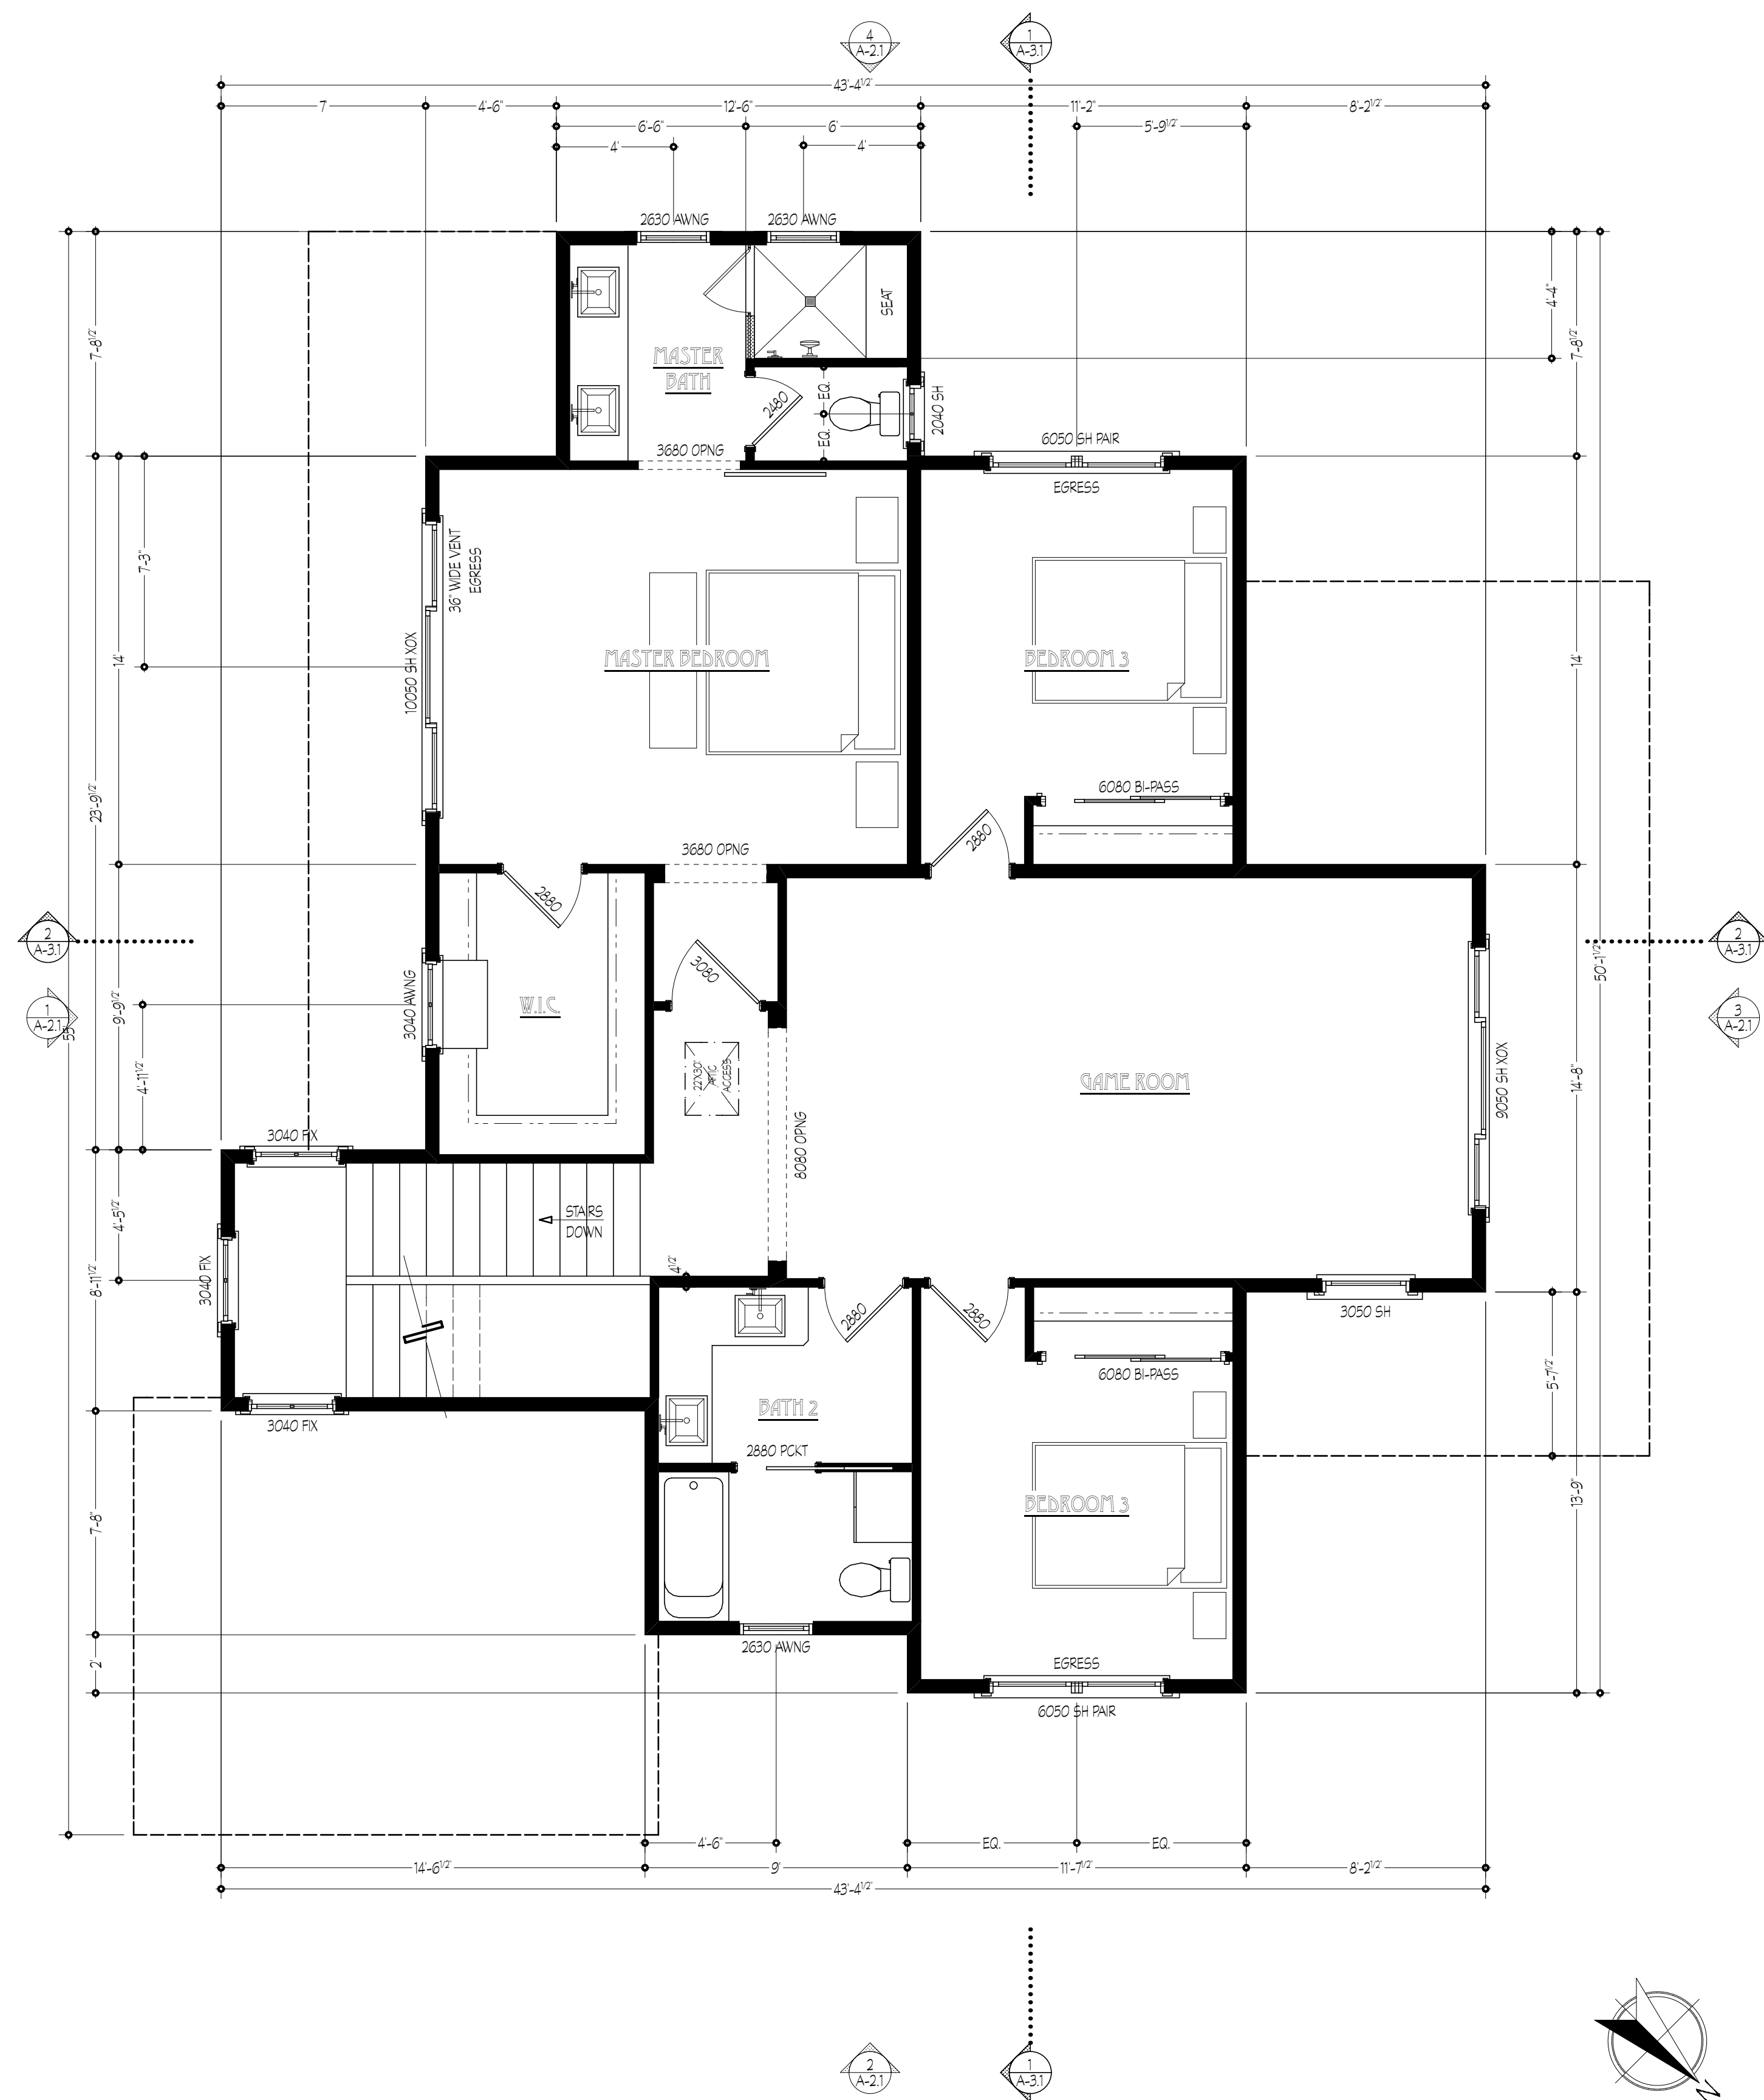 4
A-2.1
1
A-3.1
43'-4 1/2"
7'
4'-6"
12'-6"
11'-2"
8'-2 1/2"
6'-6"
6'
5'-9 1/2"
4'
4'
2630 AWNG
2630 AWNG
SEAT
4'-4"
7'-8 1/2"
7'-8 1/2"
MASTER
BATH
2480
EQ.
EQ.
2040 SH
3680 OPNG
6050 SH PAIR
EGRESS
36" WIDE VENT
EGRESS
7'-3"
14'
10050 SH XOX
MASTER BEDROOM
BEDROOM 3
14'
23'-9 1/2"
6080 BI-PASS
3680 OPNG
2880
2880
2
A-3.1
2
A-3.1
3080
50'-1 1/2"
1
A-2.1
55'
9'-9 1/2"
3040 AWNG
W.I.C.
3
A-2.1
22"X30"
ATTIC
ACCESS
4'-11 1/2"
GAME ROOM
14'-8"
9050 SH XOX
8080 OPNG
3040 FIX
4'-5 1/2"
STAIRS
DOWN
8'-11 1/2"
3040 FIX
4 1/2"
2880
2880
3050 SH
6080 BI-PASS
5'-7 1/2"
3040 FIX
BATH 2
2880 PCKT
7'-8"
BEDROOM 3
13'-9"
2630 AWNG
EGRESS
2'
6050 SH PAIR
4'-6"
EQ.
EQ.
14'-6 1/2"
9'
11'-7 1/2"
8'-2 1/2"
43'-4 1/2"
2
A-2.1
1
A-3.1
N